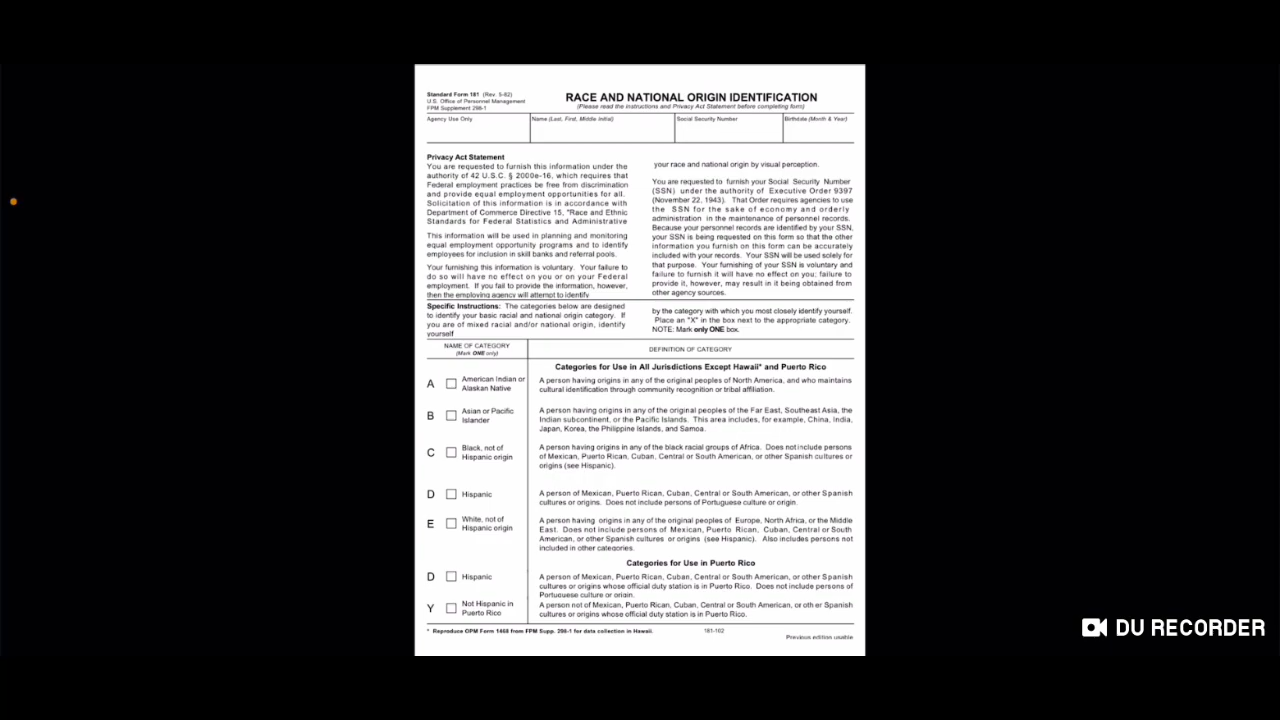 Standard Form 181 (Rev. 5-82)
U.S. Office of Personnel Management
FPM Supplement 298-1
RACE AND NATIONAL ORIGIN IDENTIFICATION
(Please read the instructions and Privacy Act Statement before completing form)
Agency Use Only
Name (Last, First, Middle Initial)
Social Security Number
Birthdate (Month & Year)
Privacy Act Statement
You are requested to furnish this information under the
authority of 42 U.S.C. § 2000e-16, which requires that
Federal employment practices be free from discrimination
and provide equal employment opportunities for all.
Solicitation of this information is in accordance with
Department of Commerce Directive 15, "Race and Ethnic
Standards for Federal Statistics and Administrative
This information will be used in planning and monitoring
equal employment opportunity programs and to identify
employees for inclusion in skill banks and referral pools.
Your furnishing this information is voluntary. Your failure to
do so will have no effect on you or on your Federal
employment. If you fail to provide the information, however,
then the employing agency will attempt to identify
your race and national origin by visual perception.
You are requested to furnish your Social Security Number
(SSN) under the authority of Executive Order 9397
(November 22, 1943). That Order requires agencies to use
the SSN for the sake of economy and orderly
administration in the maintenance of personnel records.
Because your personnel records are identified by your SSN,
your SSN is being requested on this form so that the other
information you furnish on this form can be accurately
included with your records. Your SSN will be used solely for
that purpose. Your furnishing of your SSN is voluntary and
failure to furnish it will have no effect on you; failure to
provide it, however, may result in it being obtained from
other agency sources.
Specific Instructions: The categories below are designed
to identify your basic racial and national origin category. If
you are of mixed racial and/or national origin, identify
yourself
by the category with which you most closely identify yourself.
Place an "X" in the box next to the appropriate category.
NOTE: Mark only ONE box.
NAME OF CATEGORY
(Mark ONE only)
DEFINITION OF CATEGORY
Categories for Use in All Jurisdictions Except Hawaii* and Puerto Rico
A
American Indian or
Alaskan Native
A person having origins in any of the original peoples of North America, and who maintains
cultural identification through community recognition or tribal affiliation.
B
Asian or Pacific
Islander
A person having origins in any of the original peoples of the Far East, Southeast Asia, the
Indian subcontinent, or the Pacific Islands. This area includes, for example, China, India,
Japan, Korea, the Philippine Islands, and Samoa.
C
Black, not of
Hispanic origin
A person having origins in any of the black racial groups of Africa. Does not include persons
of Mexican, Puerto Rican, Cuban, Central or South American, or other Spanish cultures or
origins (see Hispanic).
D
Hispanic
A person of Mexican, Puerto Rican, Cuban, Central or South American, or other Spanish
cultures or origins. Does not include persons of Portuguese culture or origin.
E
White, not of
Hispanic origin
A person having origins in any of the original peoples of Europe, North Africa, or the Middle
East. Does not include persons of Mexican, Puerto Rican, Cuban, Central or South
American, or other Spanish cultures or origins (see Hispanic). Also includes persons not
included in other categories.
Categories for Use in Puerto Rico
D
Hispanic
A person of Mexican, Puerto Rican, Cuban, Central or South American, or other Spanish
cultures or origins whose official duty station is in Puerto Rico. Does not include persons of
Portuguese culture or origin.
Y
Not Hispanic in
Puerto Rico
A person not of Mexican, Puerto Rican, Cuban, Central or South American, or other Spanish
cultures or origins whose official duty station is in Puerto Rico.
* Reproduce OPM Form 1468 from FPM Supp. 298-1 for data collection in Hawaii.
181-102
Previous edition usable
DU RECORDER